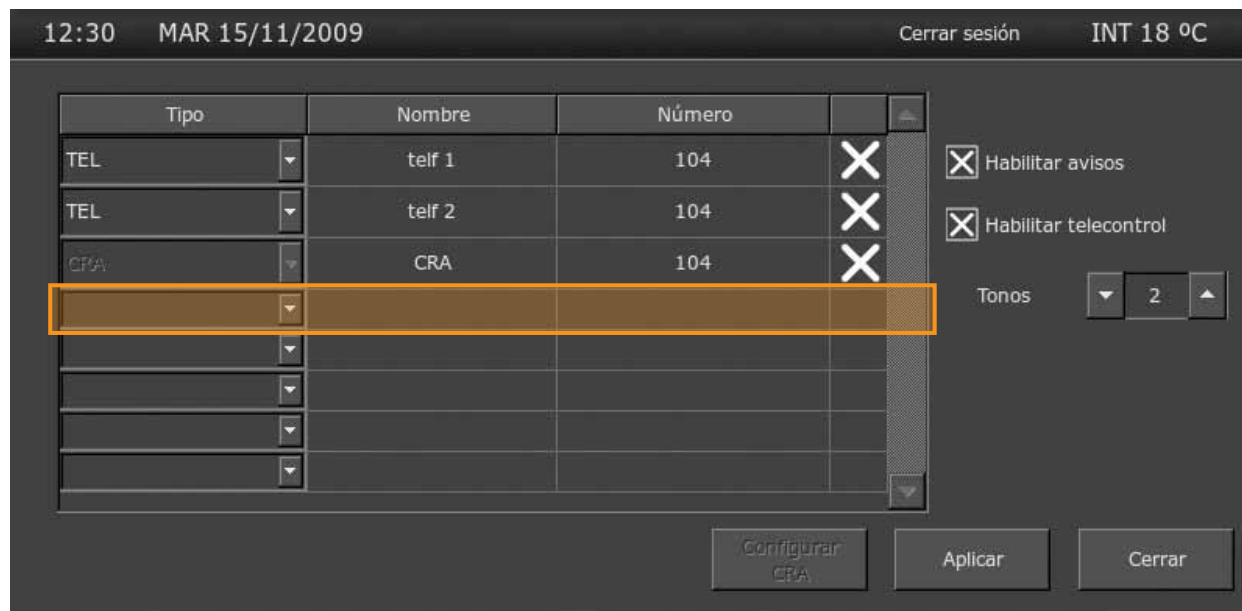 12:30 MAR 15/11/2009 Cerrar sesión INT 18 ºC
Tipo Nombre Número
TEL telf 1 104
Habilitar avisos
TEL telf 2 104
Habilitar telecontrol
CRA CRA 104
Tonos 2
Configurar
CRA
Aplicar
Cerrar